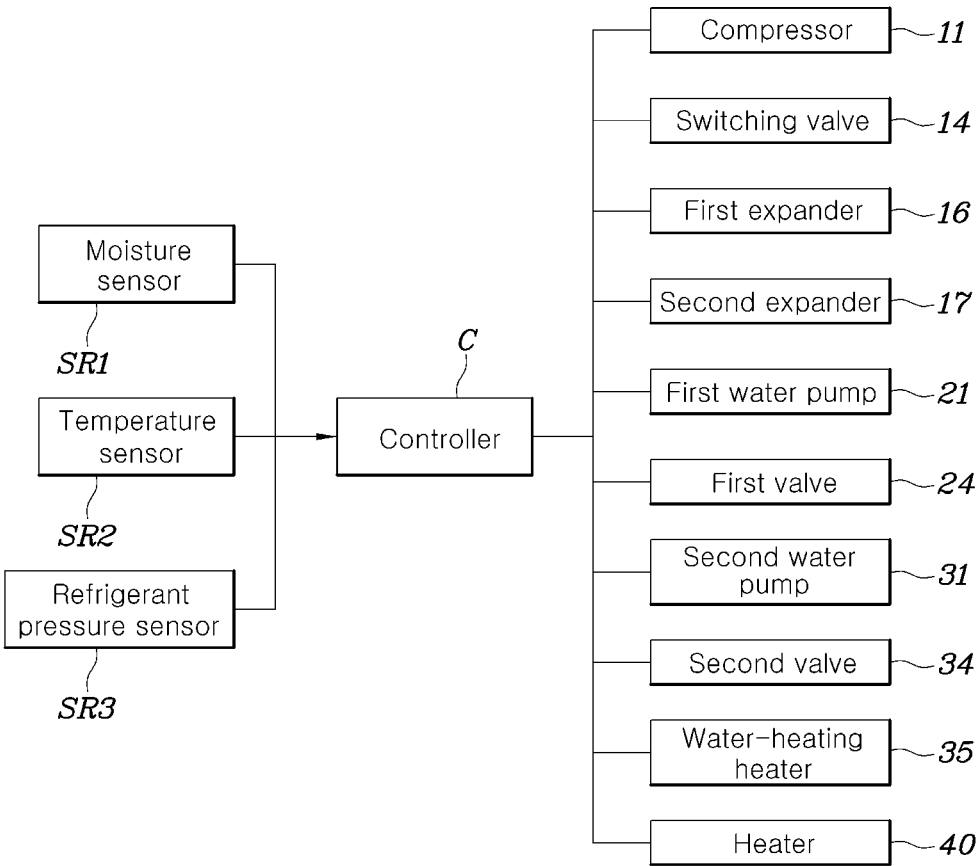 Moisture
sensor
SR1
Temperature
sensor
SR2
Refrigerant
pressure sensor
SR3
C
Controller
Compressor 11
Switching valve 14
First expander 16
Second expander 17
First water pump 21
First valve 24
Second water
pump 31
Second valve 34
Water-heating
heater 35
Heater 40